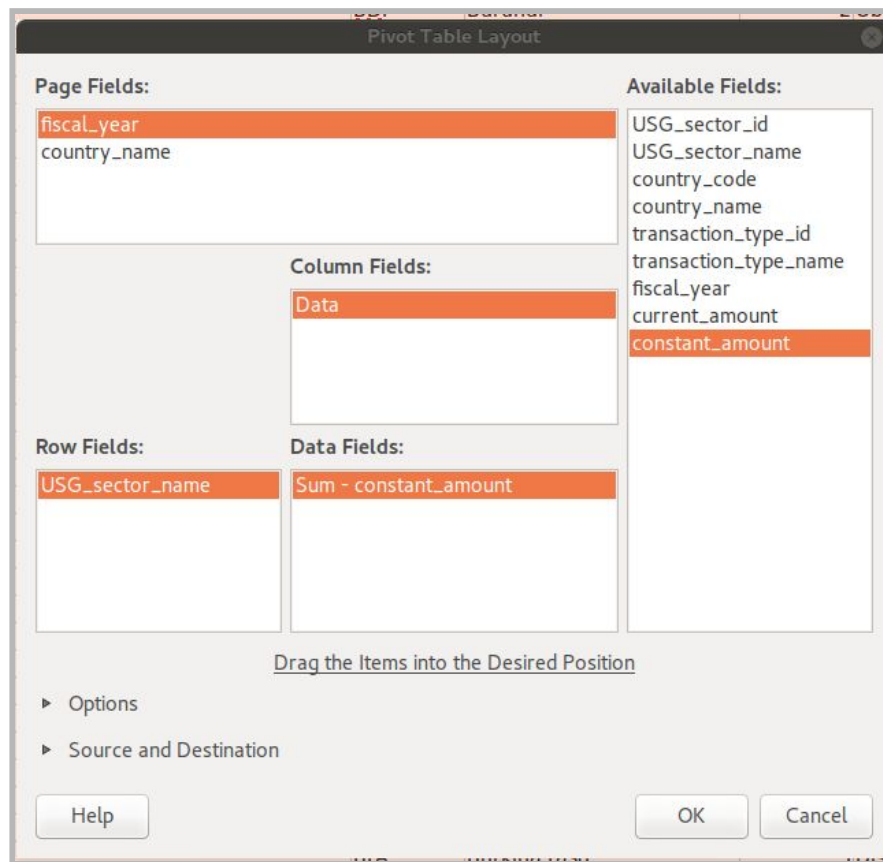 Pivot Table Layout
Page Fields:
fiscal_year
country_name
Available Fields:
USG_sector_id
USG_sector_name
country_code
country_name
transaction_type_id
transaction_type_name
fiscal_year
current_amount
constant_amount
Column Fields:
Data
Row Fields:
USG_sector_name
Data Fields:
Sum - constant_amount
Drag the Items into the Desired Position
Options
Source and Destination
Help
OK
Cancel